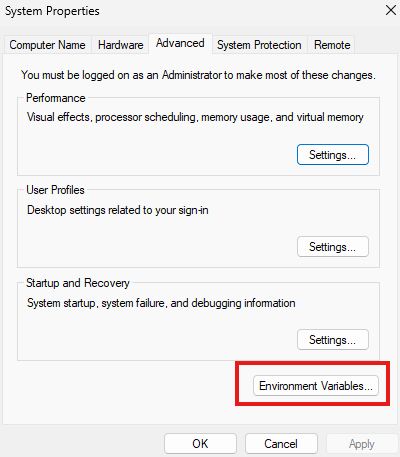 System Properties
Computer Name Hardware Advanced System Protection Remote
You must be logged on as an Administrator to make most of these changes.
Performance
Visual effects, processor scheduling, memory usage, and virtual memory
Settings...
User Profiles
Desktop settings related to your sign-in
Settings...
Startup and Recovery
System startup, system failure, and debugging information
Settings...
Environment Variables...
OK Cancel Apply